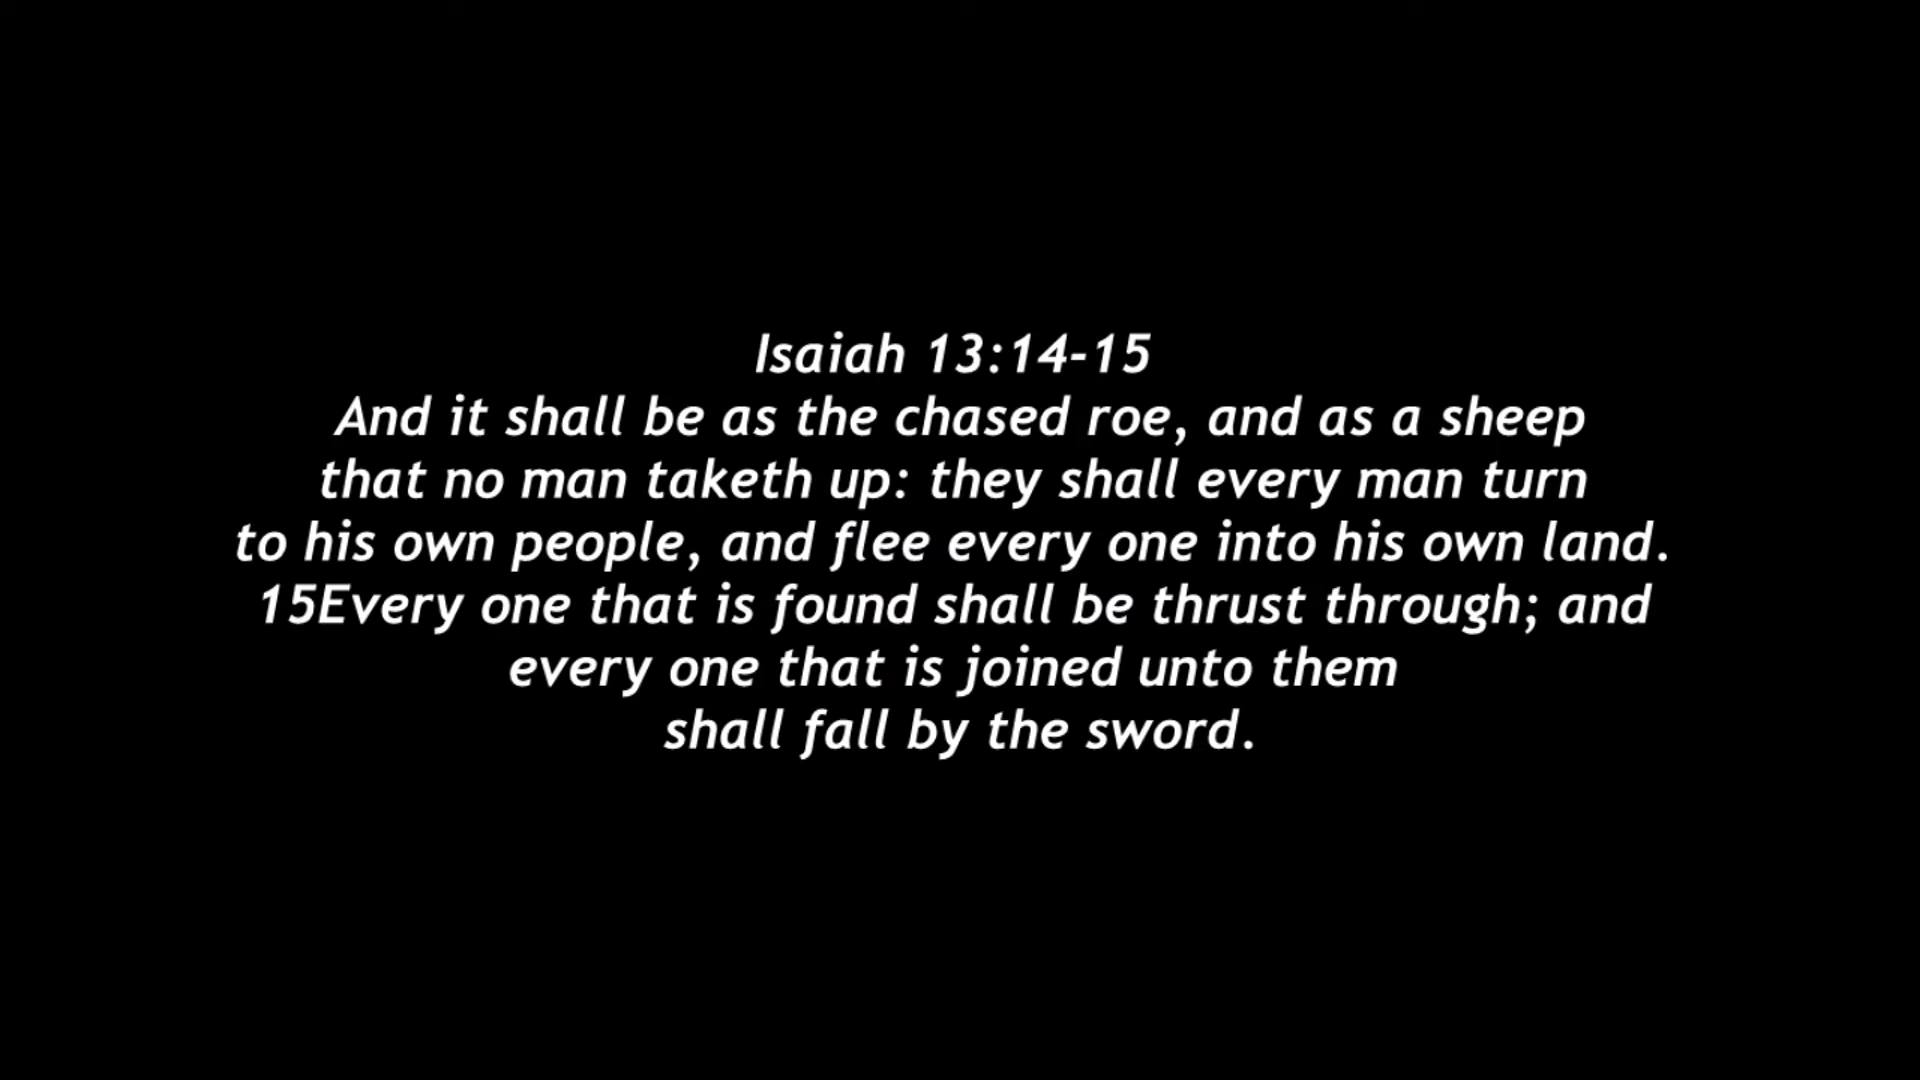 Isaiah 13:14-15
And it shall be as the chased roe, and as a sheep
that no man taketh up: they shall every man turn
to his own people, and flee every one into his own land.
15Every one that is found shall be thrust through; and
every one that is joined unto them
shall fall by the sword.